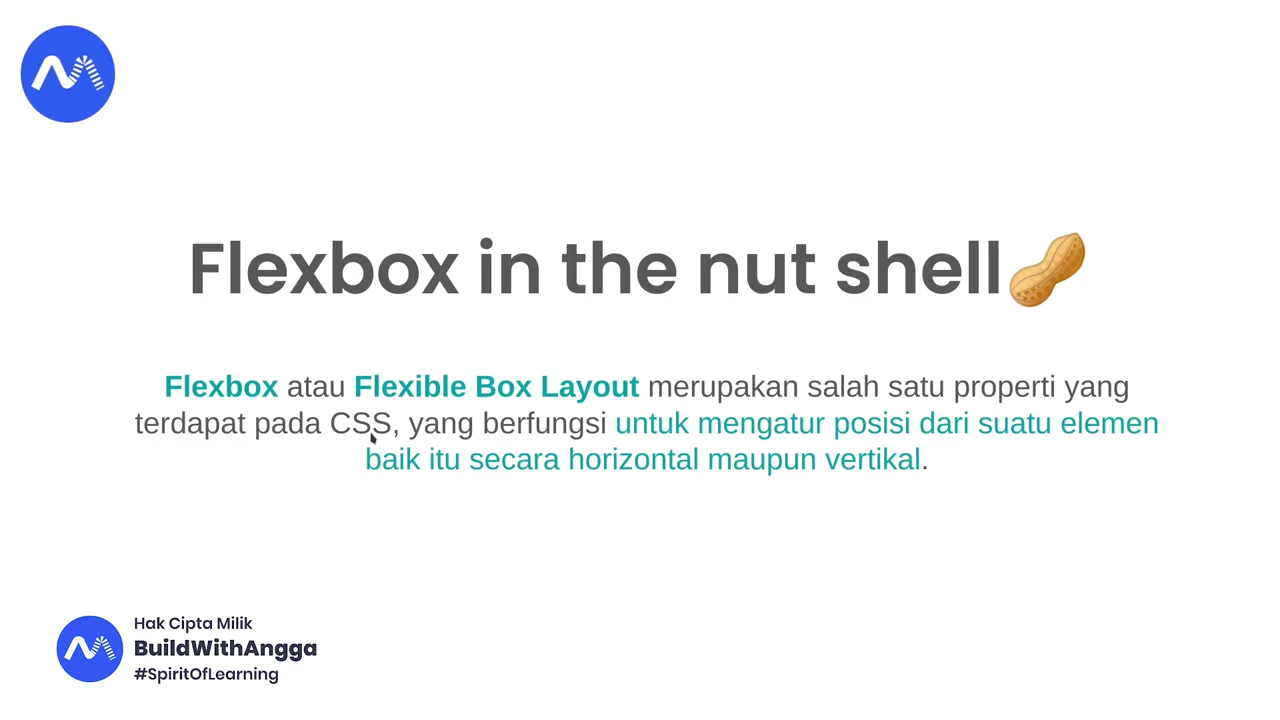 Flexbox in the nut shell🥜
Flexbox atau Flexible Box Layout merupakan salah satu properti yang
terdapat pada CSS, yang berfungsi untuk mengatur posisi dari suatu elemen
baik itu secara horizontal maupun vertikal.
Hak Cipta Milik
BuildWithAngga
#SpiritOfLearning